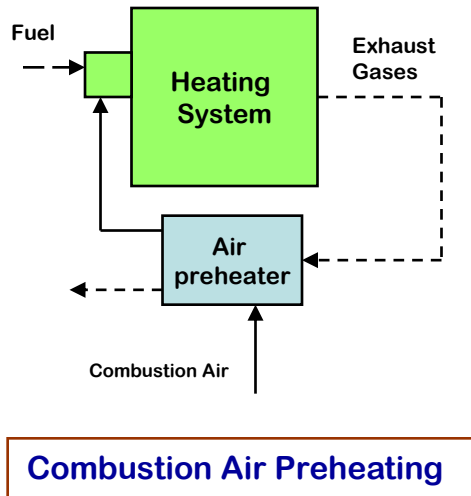 Fuel
Exhaust
Gases
Heating
System
Air
preheater
Combustion Air
Combustion Air Preheating